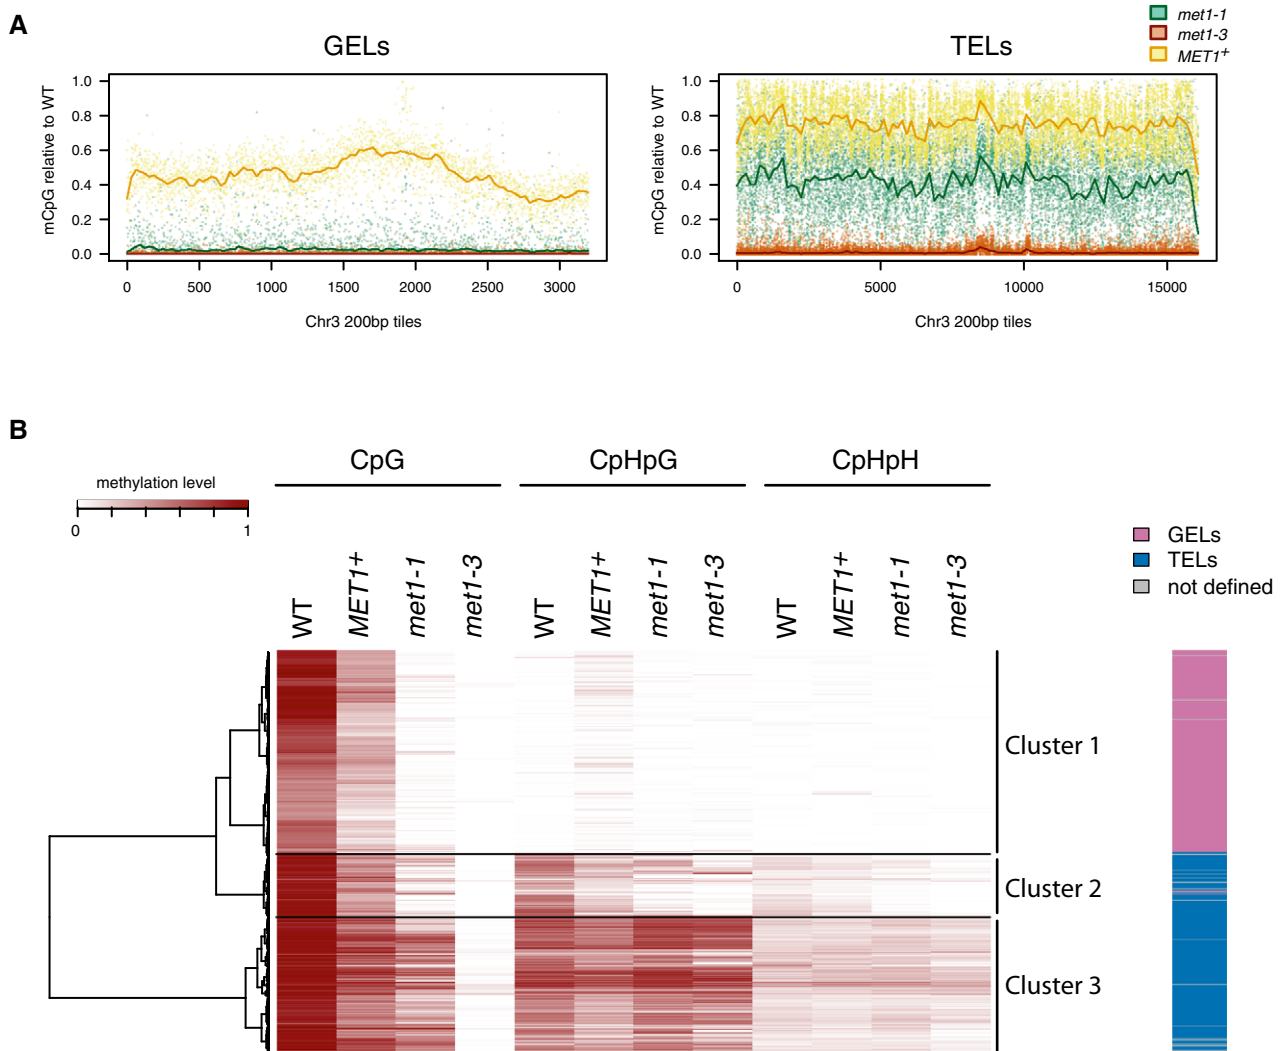 A
met1-1
met1-3
MET1+
GELs
TELs
mCpG relative to WT
1.0
0.8
0.6
0.4
0.2
0.0
0 500 1000 1500 2000 2500 3000
Chr3 200bp tiles
mCpG relative to WT
1.0
0.8
0.6
0.4
0.2
0.0
0 5000 10000 15000
Chr3 200bp tiles
B
CpG CpHpG CpHpH
methylation level
0 1
WT MET1+ met1-1 met1-3 WT MET1+ met1-1 met1-3 WT MET1+ met1-1 met1-3
GELs
TELs
not defined
Cluster 1
Cluster 2
Cluster 3